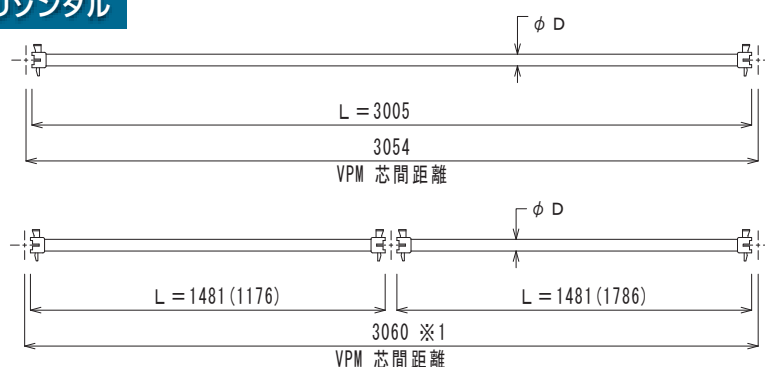 リゾンタル
φ D
L =3005
3054
VPM 芯間距離
φ D
L =1481(1176)
L =1481(1786)
3060 ※1
VPM 芯間距離